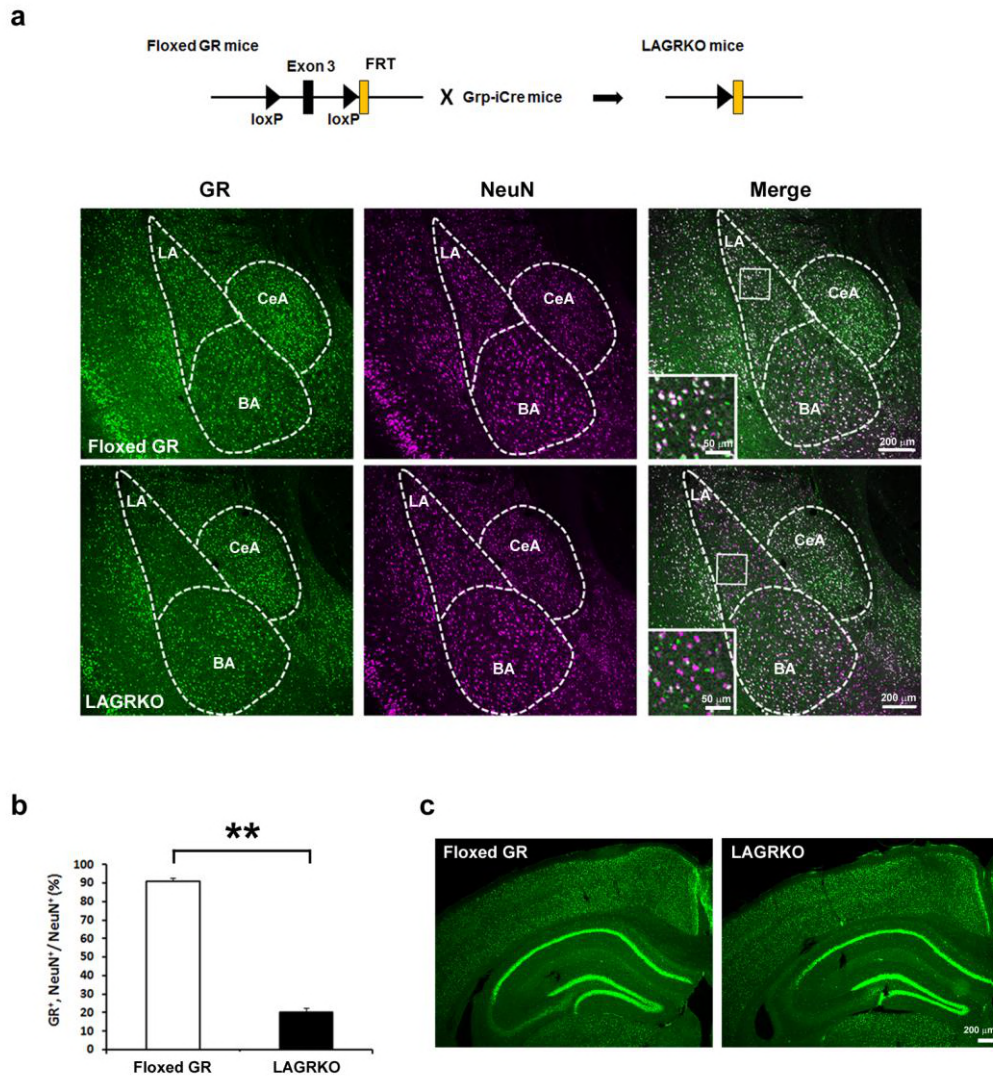 a
Floxed GR mice
LAGRKO mice
Exon 3
FRT
loxP
loxP
X Grp-iCre mice
GR
NeuN
Merge
LA
CeA
BA
Floxed GR
LA
CeA
BA
LA
CeA
BA
50 μm
200 μm
LA
CeA
BA
LAGRKO
LA
CeA
BA
LA
CeA
BA
50 μm
200 μm
b
**
GR⁺, NeuN⁺/ NeuN⁺ (%)
100
90
80
70
60
50
40
30
20
10
0
Floxed GR
LAGRKO
c
Floxed GR
LAGRKO
200 μm